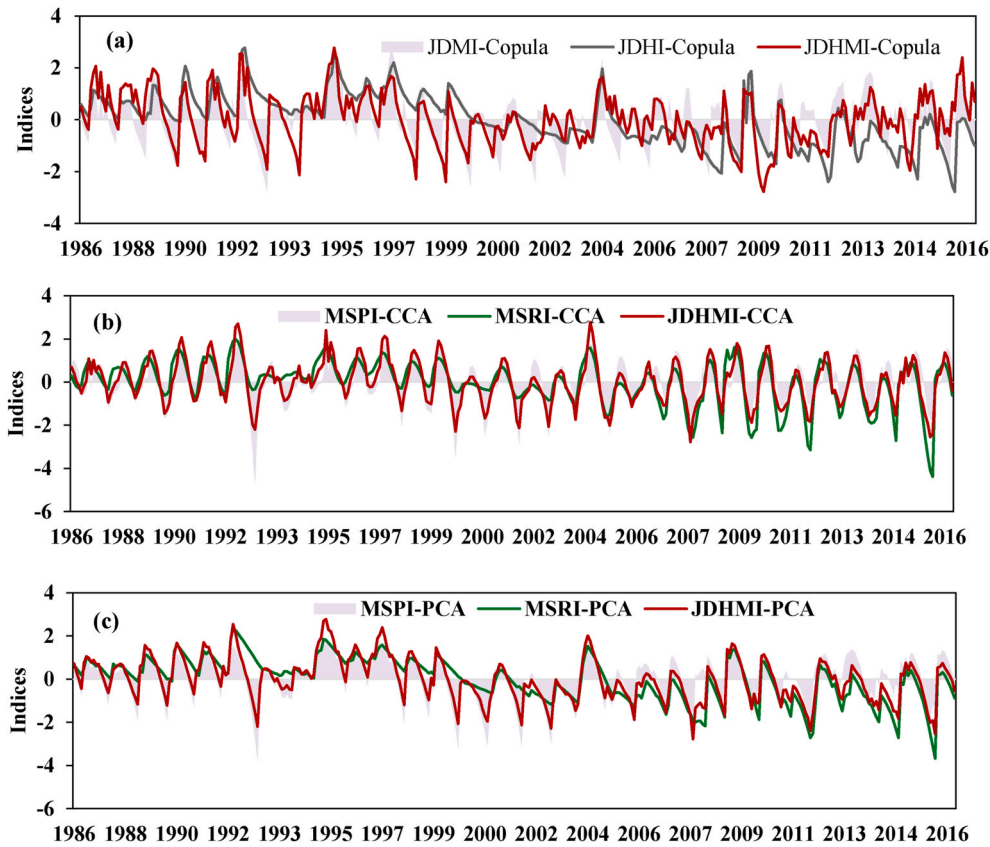 4
(a)
JDMI-Copula JDHI-Copula JDHMI-Copula
2
0
-2
-4
Indices
1986 1988 1990 1992 1993 1995 1997 1999 2000 2002 2004 2006 2007 2009 2011 2013 2014 2016
4
(b)
MSPI-CCA MSRI-CCA JDHMI-CCA
2
0
-2
-4
-6
Indices
1986 1988 1990 1992 1993 1995 1997 1999 2000 2002 2004 2006 2007 2009 2011 2013 2014 2016
4
(c)
MSPI-PCA MSRI-PCA JDHMI-PCA
2
0
-2
-4
-6
Indices
1986 1988 1990 1992 1993 1995 1997 1999 2000 2002 2004 2006 2007 2009 2011 2013 2014 2016